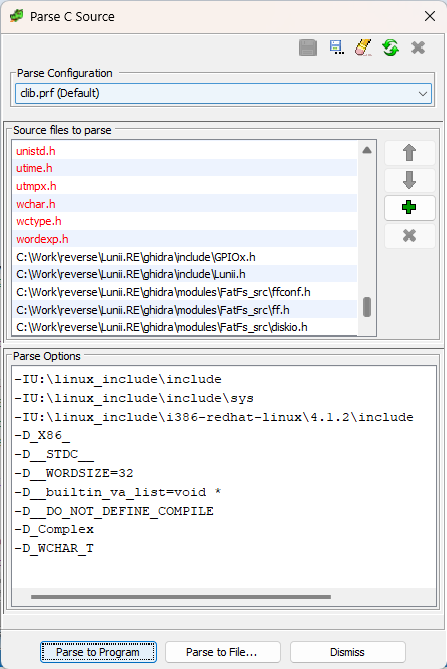 Parse C Source
Parse Configuration
clib.prf (Default)
Source files to parse
unistd.h
utime.h
utmpx.h
wchar.h
wctype.h
wordexp.h
C:\Work\reverse\Lunii.RE\ghidra\include\GPIOx.h
C:\Work\reverse\Lunii.RE\ghidra\include\Lunii.h
C:\Work\reverse\Lunii.RE\ghidra\modules\FatFs_src\ffconf.h
C:\Work\reverse\Lunii.RE\ghidra\modules\FatFs_src\ff.h
C:\Work\reverse\Lunii.RE\ghidra\modules\FatFs_src\diskio.h
Parse Options
-IU:\linux_include\include
-IU:\linux_include\include\sys
-IU:\linux_include\i386-redhat-linux\4.1.2\include
-D_X86_
-D__STDC__
-D__WORDSIZE=32
-D__builtin_va_list=void *
-D__DO_NOT_DEFINE_COMPILE
-D_Complex
-D_WCHAR_T
Parse to Program
Parse to File...
Dismiss